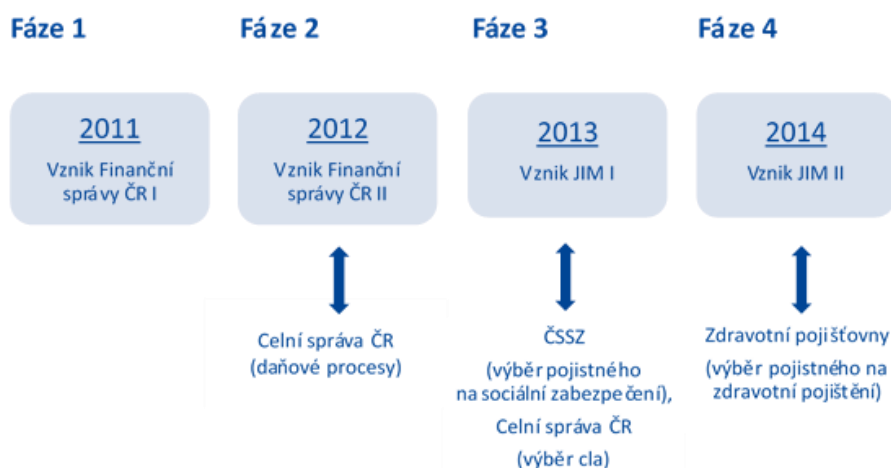 Fáze 1
Fáze 2
Fáze 3
Fáze 4
2011
Vznik Finanční
správy ČR I
2012
Vznik Finanční
správy ČR II
2013
Vznik JIM I
2014
Vznik JIM II
Celní správa ČR
(daňové procesy)
ČSSZ
(výběr pojistného
na sociální zabezpečení),
Celní správa ČR
(výběr cla)
Zdravotní pojišťovny
(výběr pojistného na
zdravotní pojištění)